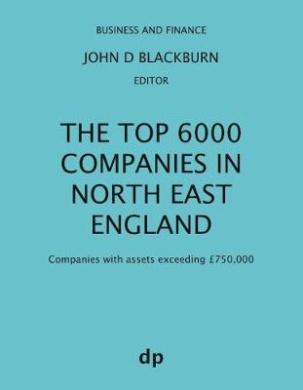 BUSINESS AND FINANCE
JOHN D BLACKBURN
EDITOR
THE TOP 6000
COMPANIES IN
NORTH EAST
ENGLAND
Companies with assets exceeding £750,000
dp